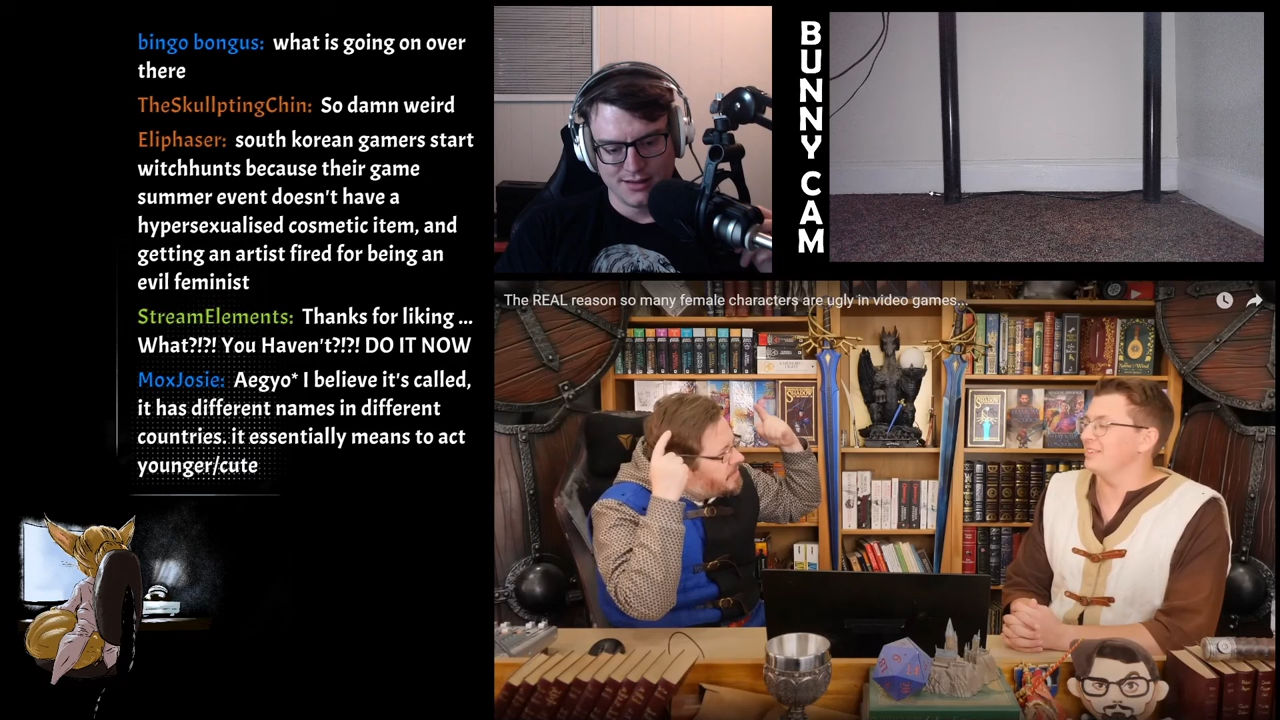 bingo bongus: what is going on over
there
TheSkullptingChin: So damn weird
Eliphaser: south korean gamers start
witchhunts because their game
summer event doesn't have a
hypersexualised cosmetic item, and
getting an artist fired for being an
evil feminist
StreamElements: Thanks for liking ...
What?!?! You Haven't?!?! DO IT NOW
MoxJosie: Aegyo* I believe it's called,
it has different names in different
countries. it essentially means to act
younger/cute
BUNNY CAM
The REAL reason so many female characters are ugly in video games...